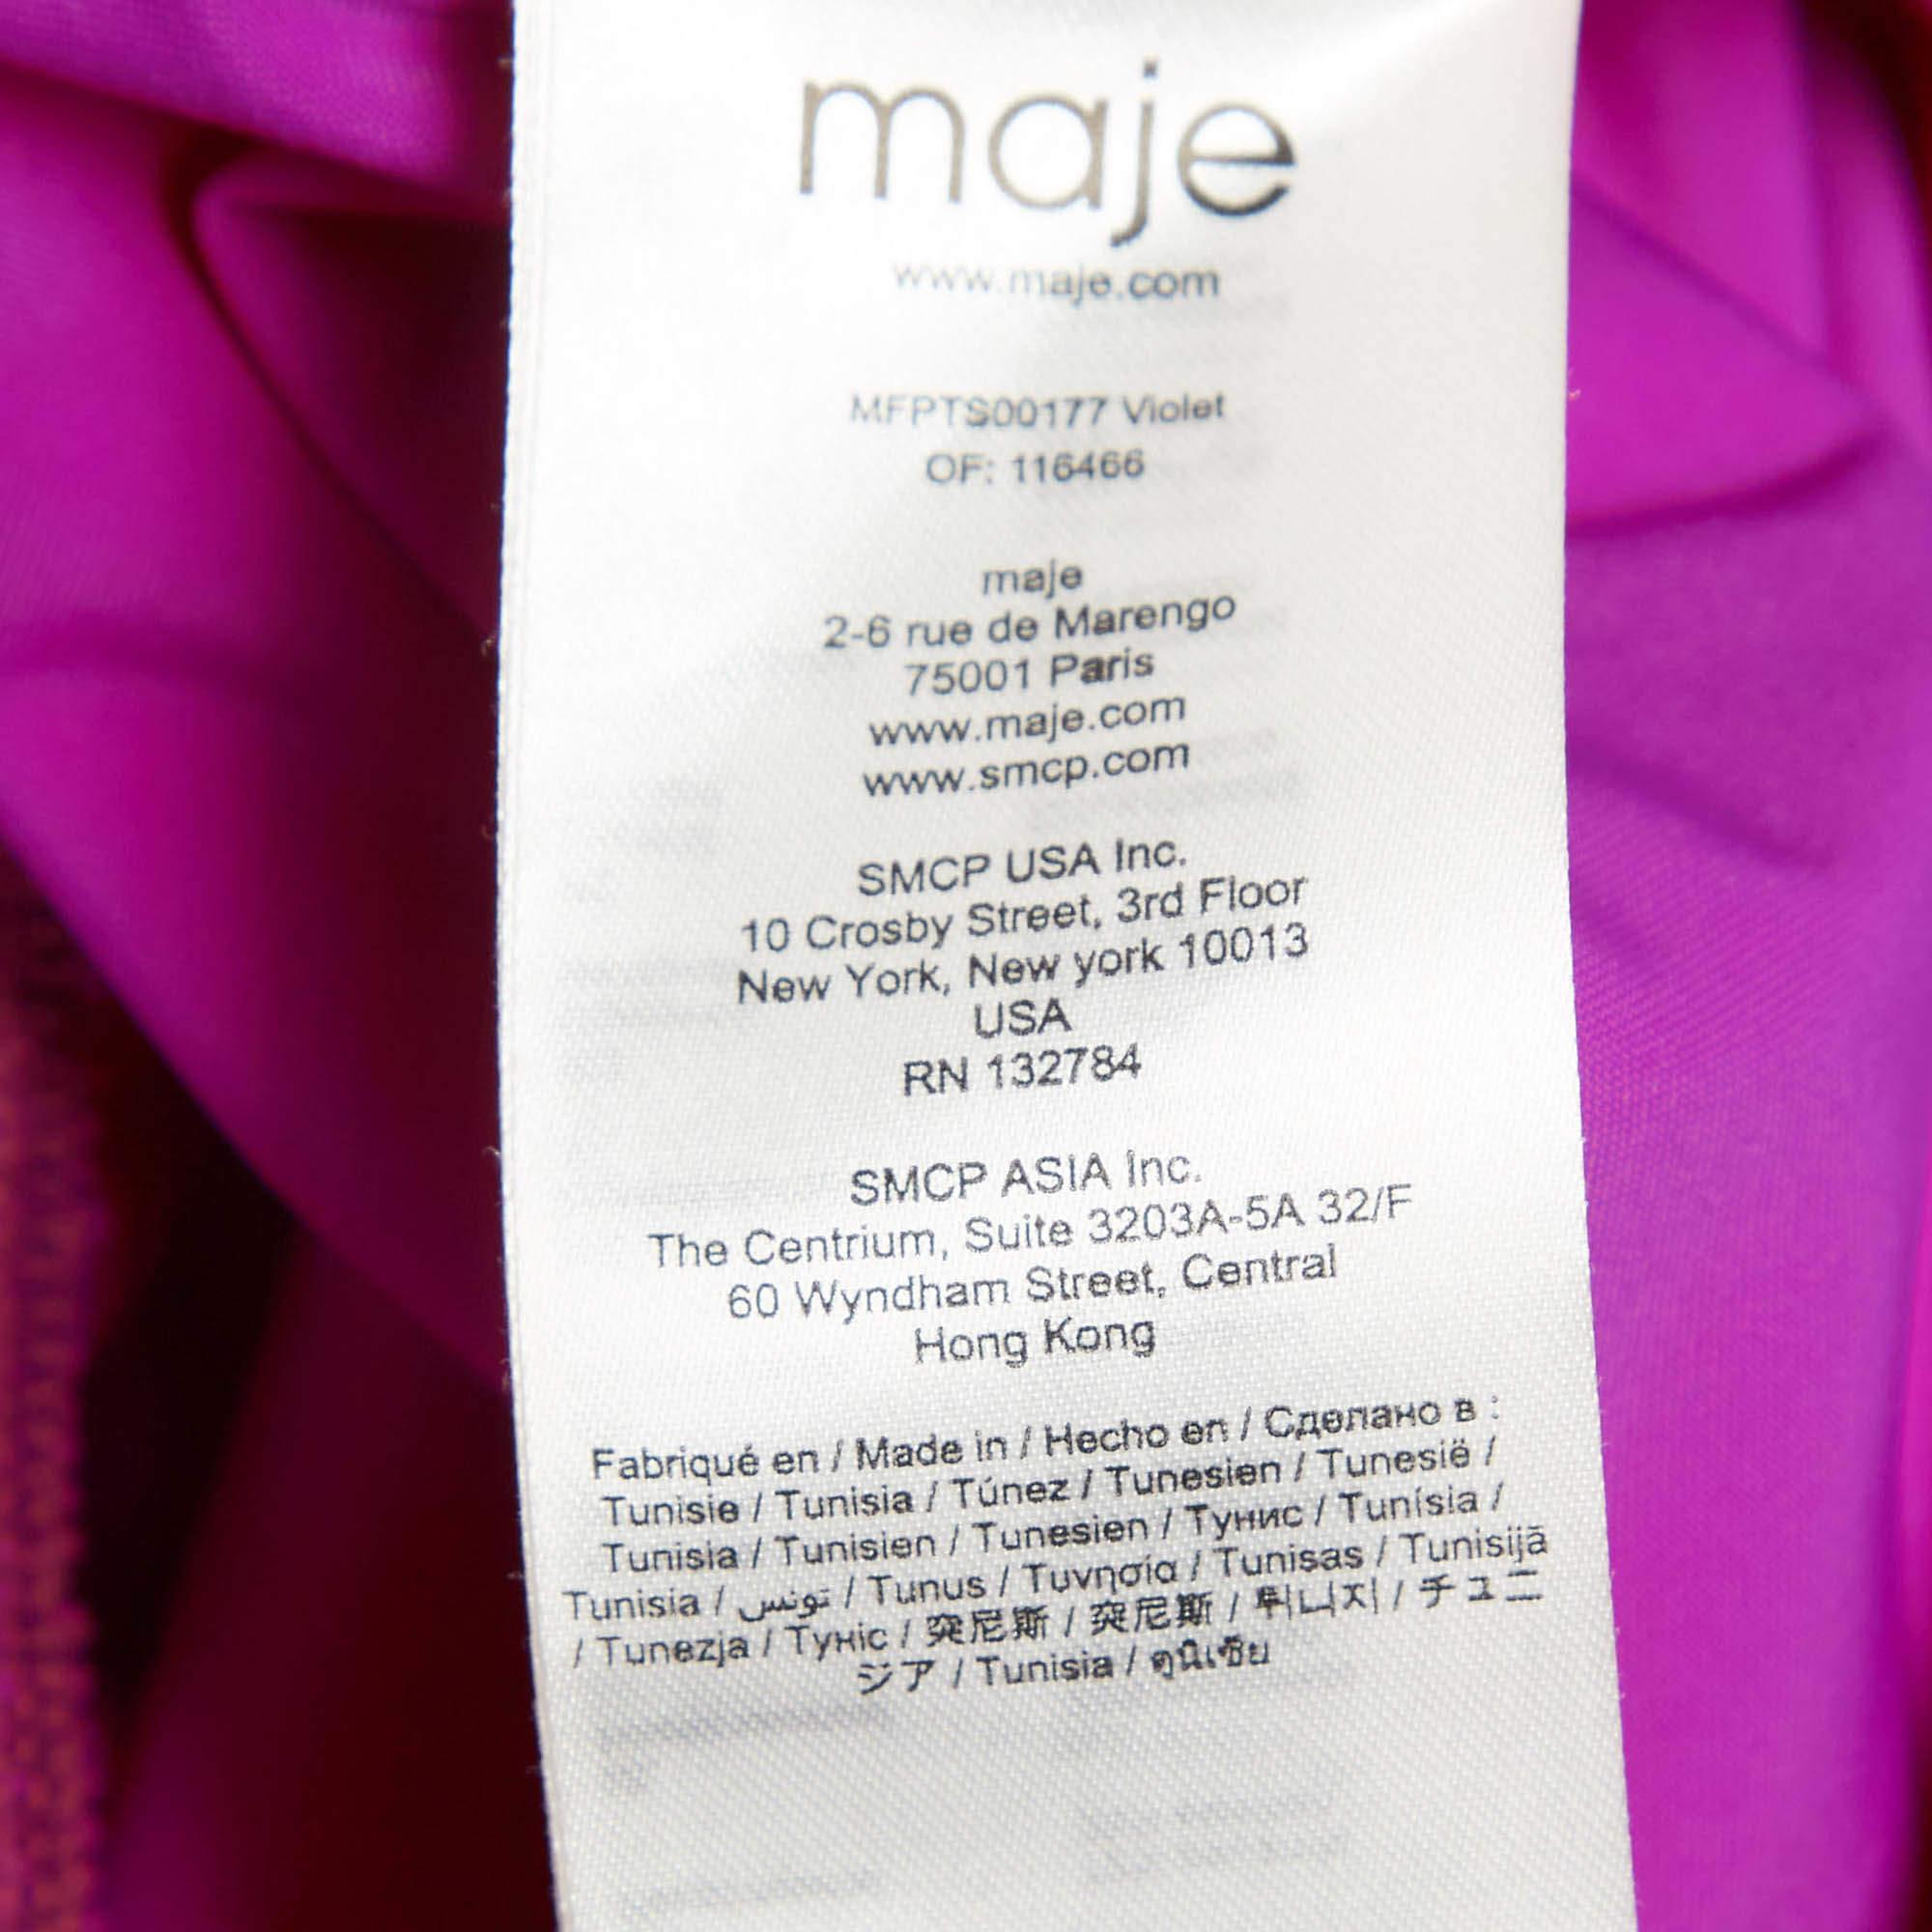 maje
www.maje.com
MFPTS00177 Violet
OF: 116466
maje
2-6 rue de Marengo
75001 Paris
www.maje.com
www.smcp.com
SMCP USA Inc.
10 Crosby Street, 3rd Floor
New York, New york 10013
USA
RN 132784
SMCP ASIA Inc.
The Centrium, Suite 3203A-5A 32/F
60 Wyndham Street, Central
Hong Kong
Fabriqué en / Made in / Hecho en / Сделано в :
Tunisie / Tunisia / Túnez / Tunesien / Tunesië /
Tunisia / Tunisien / Tunesien / Тунис / Tunísia /
Tunisia / تونس / Tunus / Τυνησία / Tunisas / Tunisijā
/ Tunezja / Туніс / 突尼斯 / 突尼斯 / 튀니지 / チュニ
ジア / Tunisia / ตูนิเซีย